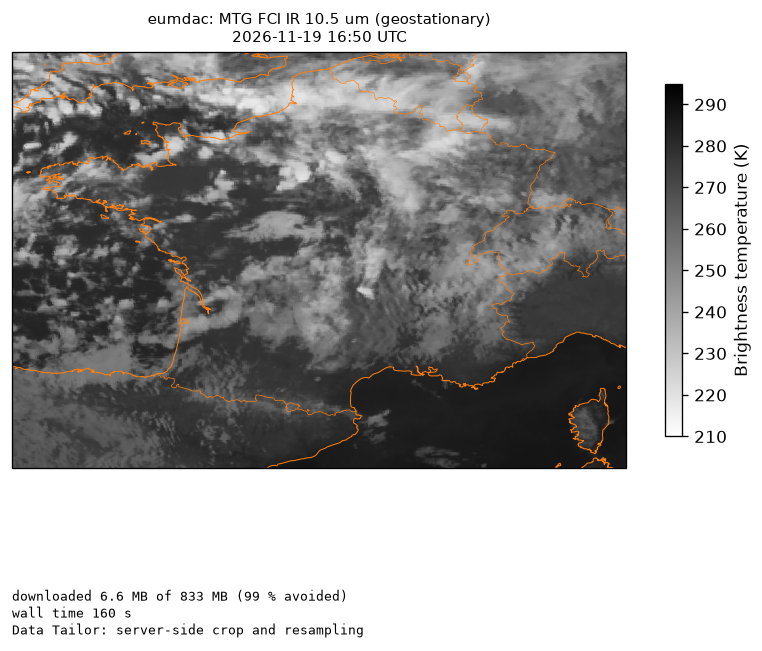 eumdac: MTG FCI IR 10.5 um (geostationary)
2026-11-19 16:50 UTC
290
280
270
260
250
240
230
220
210
Brightness temperature (K)
downloaded 6.6 MB of 833 MB (99 % avoided)
wall time 160 s
Data Tailor: server-side crop and resampling